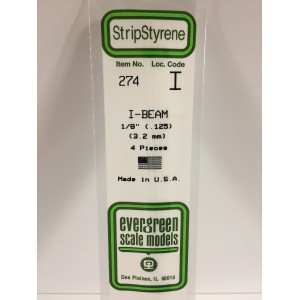 StripStyrene
Item No. Loc. Code
274 I
I-BEAM
1/8" (.125)
(3.2 mm)
4 Pieces
Made in U.S.A.
evergreen
scale models
Des Plaines, IL 60018